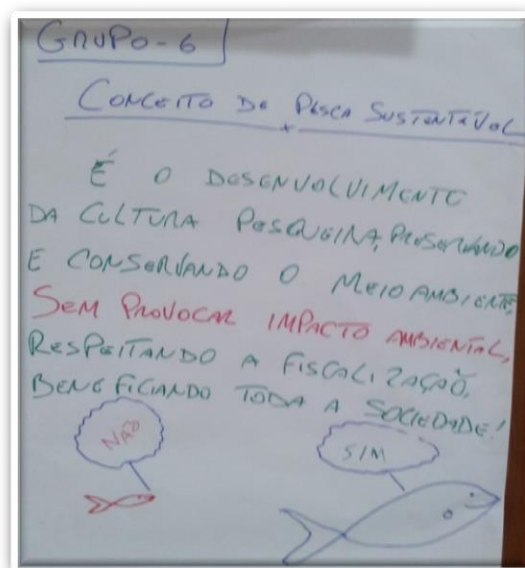 GRUPO-6
CONCEITO DE PESCA SUSTENTÁVEL
É O DESENVOLVIMENTO
DA CULTURA PESQUEIRA, PRESERVANDO
E CONSERVANDO O MEIO AMBIENTE,
SEM PROVOCAR IMPACTO AMBIENTAL,
RESPEITANDO A FISCALIZAÇÃO,
BENEFICIANDO TODA A SOCIEDADE!
NÃO
SIM